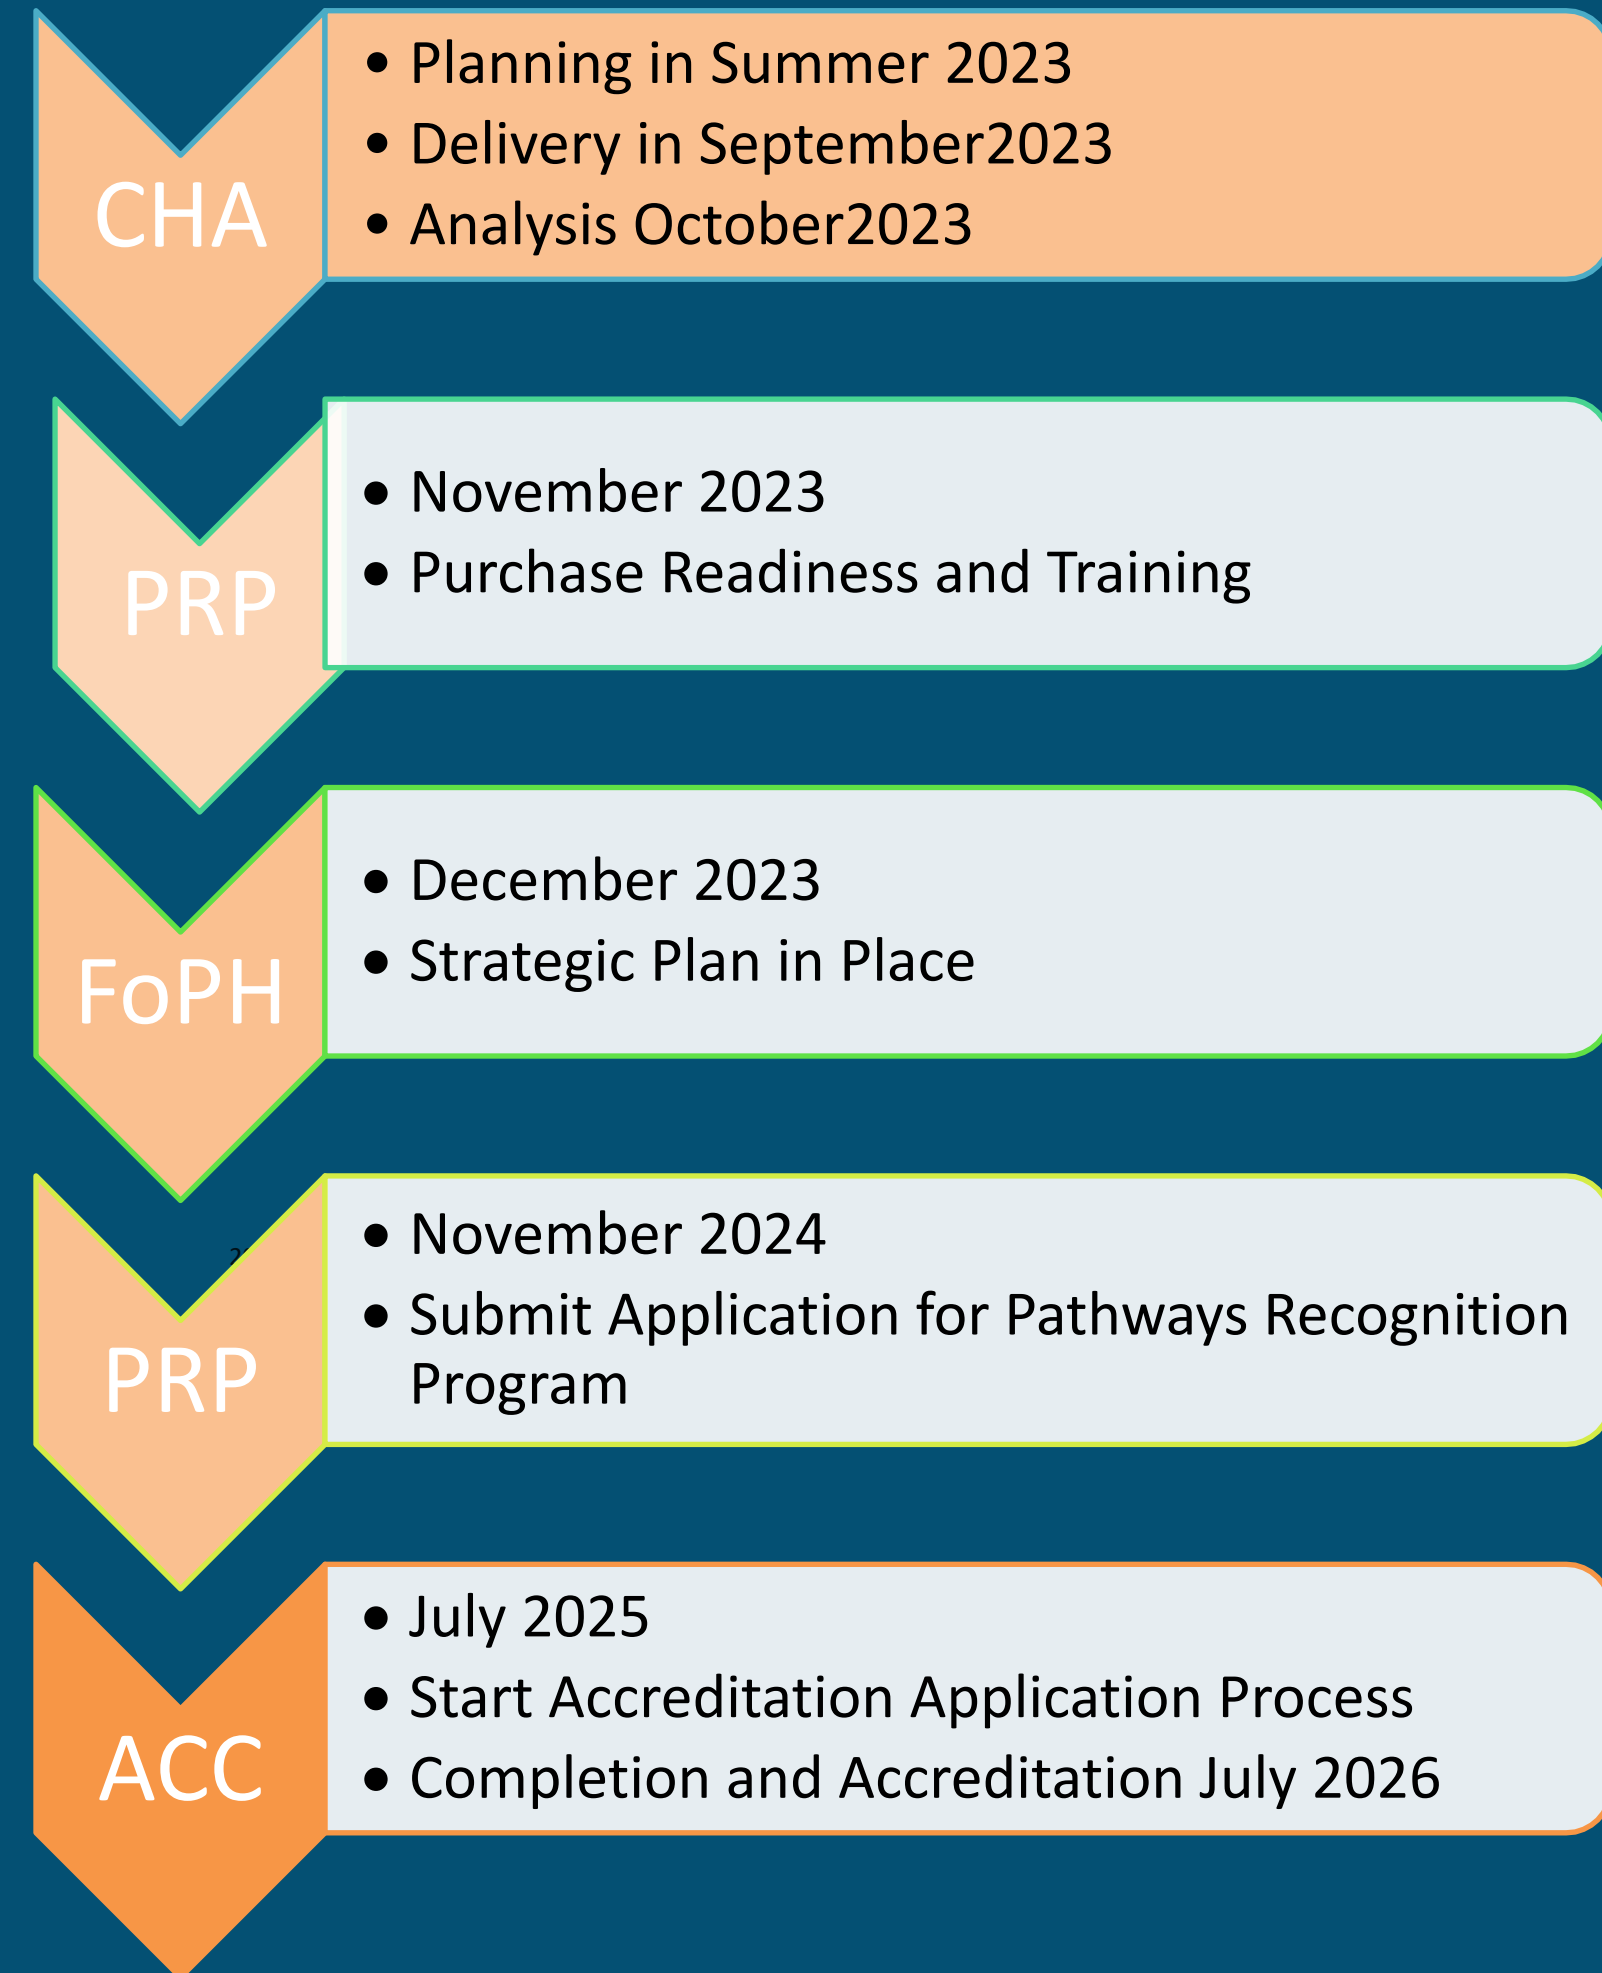 CHA
• Planning in Summer 2023
• Delivery in September2023
• Analysis October2023
PRP
• November 2023
• Purchase Readiness and Training
FoPH
• December 2023
• Strategic Plan in Place
PRP
• November 2024
• Submit Application for Pathways Recognition
Program
ACC
• July 2025
• Start Accreditation Application Process
• Completion and Accreditation July 2026